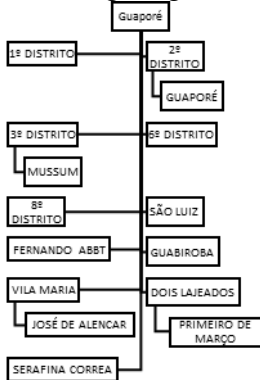 Guaporé
1º DISTRITO
2º
DISTRITO
GUAPORÉ
3º DISTRITO
6º DISTRITO
MUSSUM
8º
DISTRITO
SÃO LUIZ
FERNANDO ABBT
GUABIROBA
VILA MARIA
DOIS LAJEADOS
JOSÉ DE ALENCAR
PRIMEIRO DE
MARÇO
SERAFINA CORREA